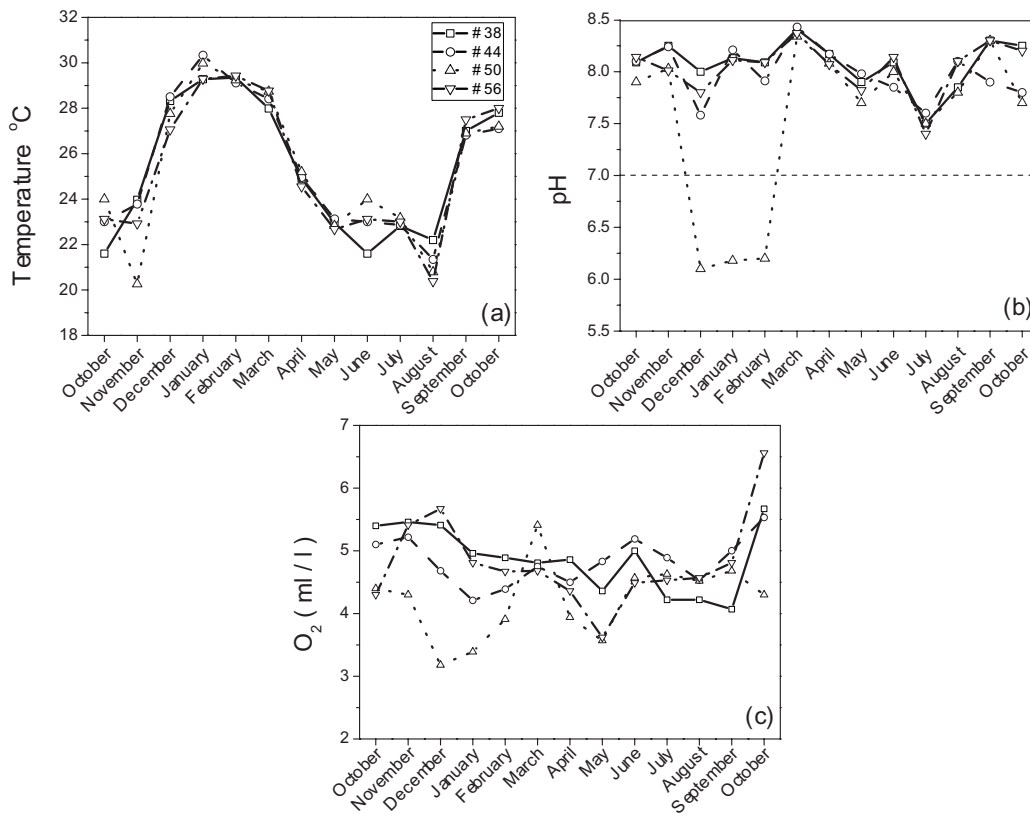 32
30
28
26
24
22
20
18
Temperature °C
#38
#44
#50
#56
(a)
October
November
December
January
February
March
April
May
June
July
August
September
October
8.5
8.0
7.5
7.0
6.5
6.0
5.5
pH
(b)
October
November
December
January
February
March
April
May
June
July
August
September
October
7
6
5
4
3
2
O2 ( ml / l )
(c)
October
November
December
January
February
March
April
May
June
July
August
September
October